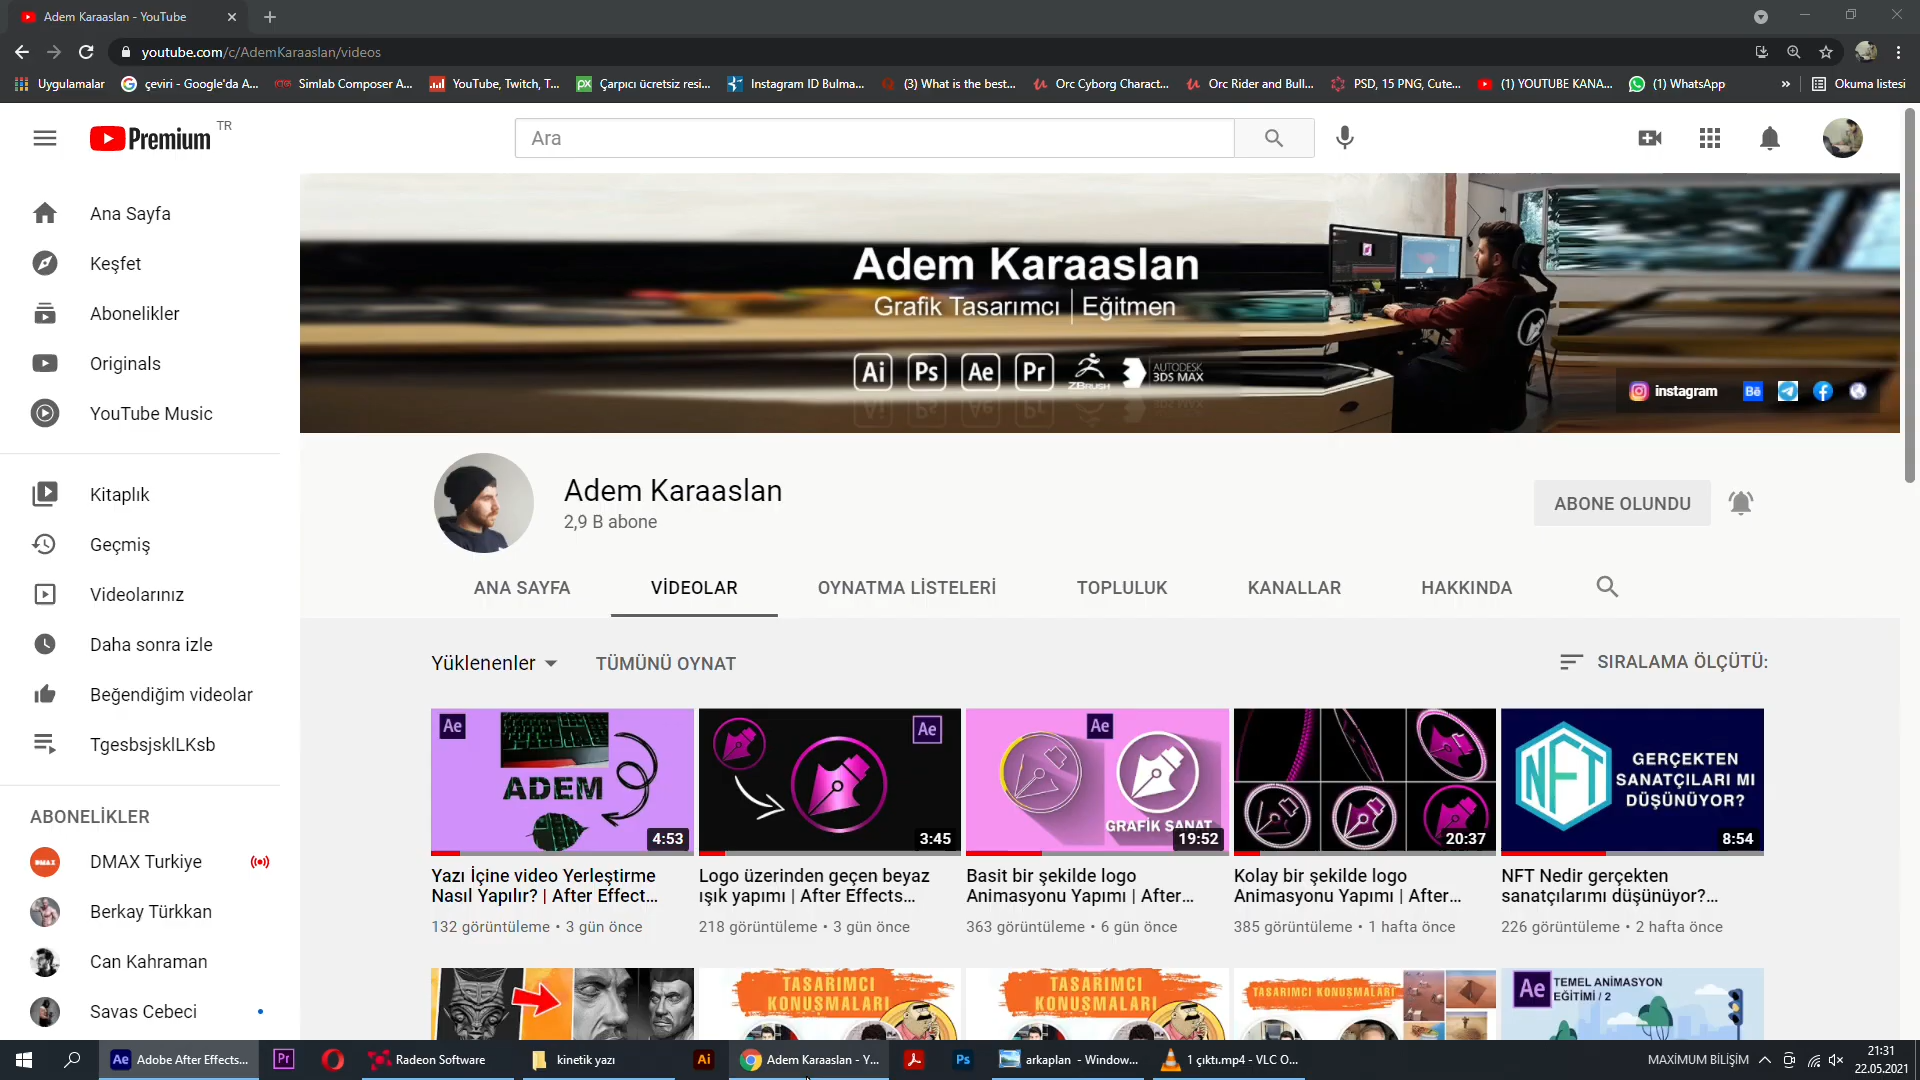 Adem Karaaslan - YouTube
youtube.com/c/AdemKaraaslan/videos
Uygulamalar
çeviri - Google'da A...
Simlab Composer A...
YouTube, Twitch, T...
Çarpıcı ücretsiz resi...
Instagram ID Bulma...
(3) What is the best...
Orc Cyborg Charact...
Orc Rider and Bull...
PSD, 15 PNG, Cute...
(1) YOUTUBE KANA...
(1) WhatsApp
»
Okuma listesi
Premium TR
Ara
Ana Sayfa
Keşfet
Abonelikler
Originals
YouTube Music
Kitaplık
Geçmiş
Videolarınız
Daha sonra izle
Beğendiğim videolar
TgesbsjsklLKsb
ABONELİKLER
DMAX Turkiye
Berkay Türkkan
Can Kahraman
Savas Cebeci
Adem Karaaslan
Grafik Tasarımcı | Eğitmen
Ai Ps Ae Pr ZBRUSH AUTODESK 3DS MAX
instagram Bē
Adem Karaaslan
2,9 B abone
ABONE OLUNDU
ANA SAYFA VİDEOLAR OYNATMA LİSTELERİ TOPLULUK KANALLAR HAKKINDA
Yüklenenler TÜMÜNÜ OYNAT SIRALAMA ÖLÇÜTÜ:
Ae
ADEM
4:53
Yazı İçine video Yerleştirme
Nasıl Yapılır? | After Effect...
132 görüntüleme • 3 gün önce
Ae
3:45
Logo üzerinden geçen beyaz
ışık yapımı | After Effects...
218 görüntüleme • 3 gün önce
Ae
GRAFİK SANAT
19:52
Basit bir şekilde logo
Animasyonu Yapımı | After...
363 görüntüleme • 6 gün önce
20:37
Kolay bir şekilde logo
Animasyonu Yapımı | After...
385 görüntüleme • 1 hafta önce
NFT
GERÇEKTEN
SANATÇILARI MI
DÜŞÜNÜYOR?
8:54
NFT Nedir gerçekten
sanatçılarımı düşünüyor?...
226 görüntüleme • 2 hafta önce
TASARIMCI
KONUSMALARI
TASARIMCI
KONUSMALARI
TASARIMCI KONUSMALARI
Ae
TEMEL ANİMASYON
EĞİTİMİ / 2
Ae Adobe After Effects...
Pr
Radeon Software
kinetik yazı
Ai
Adem Karaaslan - Y...
Ps
arkaplan - Window...
1 çıktı.mp4 - VLC O...
MAXİMUM BİLİŞİM
21:31
22.05.2021